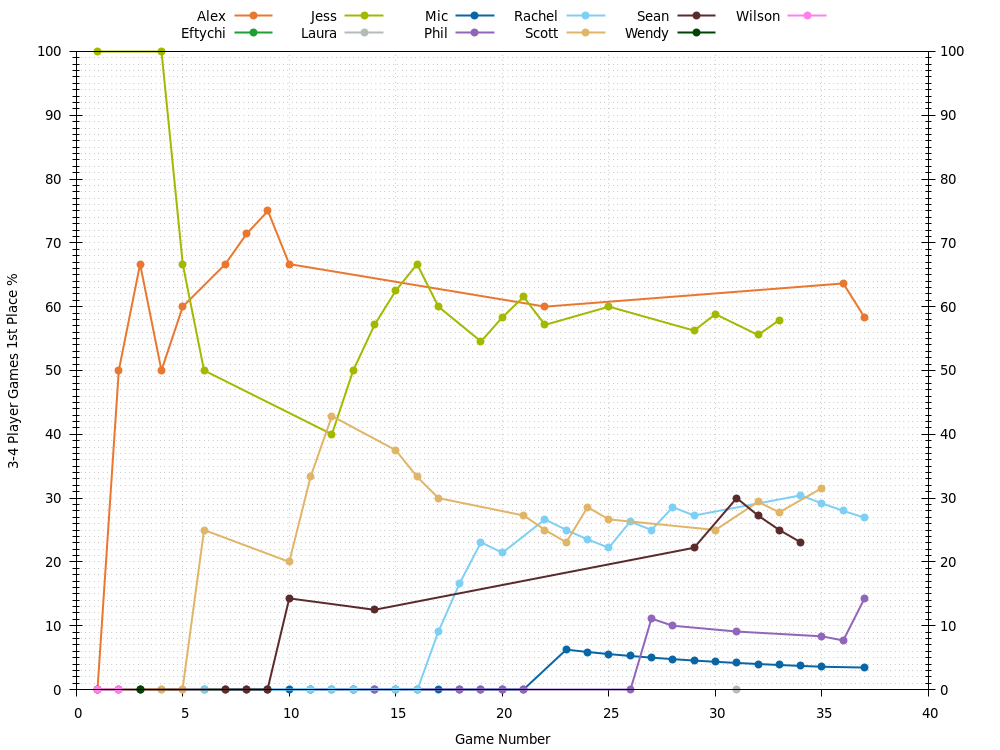 Alex Jess Mic Rachel Sean Wilson
Eftychi Laura Phil Scott Wendy
100 100
90 90
80 80
70 70
60 60
50 50
40 40
30 30
20 20
10 10
0 0
3-4 Player Games 1st Place %
0 5 10 15 20 25 30 35 40
Game Number